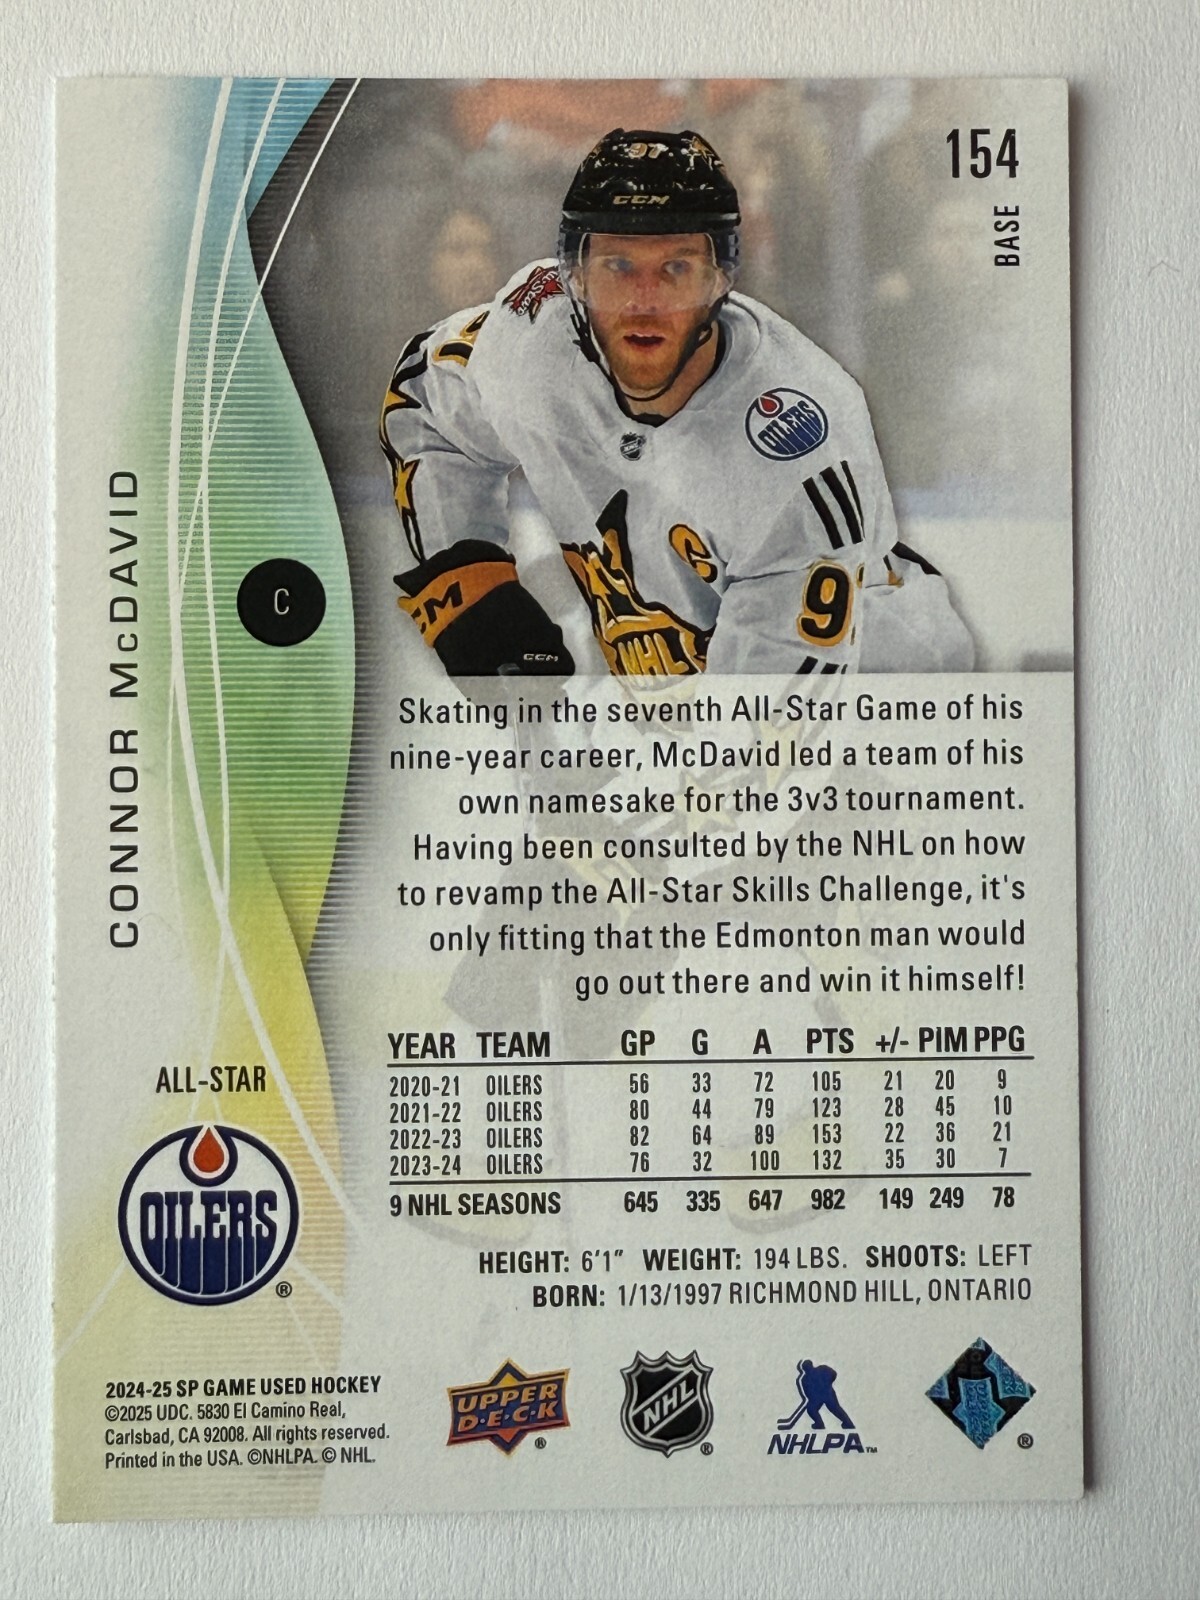 154
BASE
97
CCM
OILERS
NHL
C
9
CCM
NHL
CONNOR McDAVID
C
Skating in the seventh All-Star Game of his
nine-year career, McDavid led a team of his
own namesake for the 3v3 tournament.
Having been consulted by the NHL on how
to revamp the All-Star Skills Challenge, it's
only fitting that the Edmonton man would
go out there and win it himself!
YEAR TEAM GP G A PTS +/- PIM PPG
2020-21 OILERS 56 33 72 105 21 20 9
2021-22 OILERS 80 44 79 123 28 45 10
2022-23 OILERS 82 64 89 153 22 36 21
2023-24 OILERS 76 32 100 132 35 30 7
9 NHL SEASONS 645 335 647 982 149 249 78
HEIGHT: 6'1" WEIGHT: 194 LBS. SHOOTS: LEFT
BORN: 1/13/1997 RICHMOND HILL, ONTARIO
ALL-STAR
OILERS
®
2024-25 SP GAME USED HOCKEY
©2025 UDC. 5830 El Camino Real,
Carlsbad, CA 92008. All rights reserved.
Printed in the USA. ©NHLPA. © NHL.
UPPER
D·E·C·K
®
NHL
®
NHLPA™
®